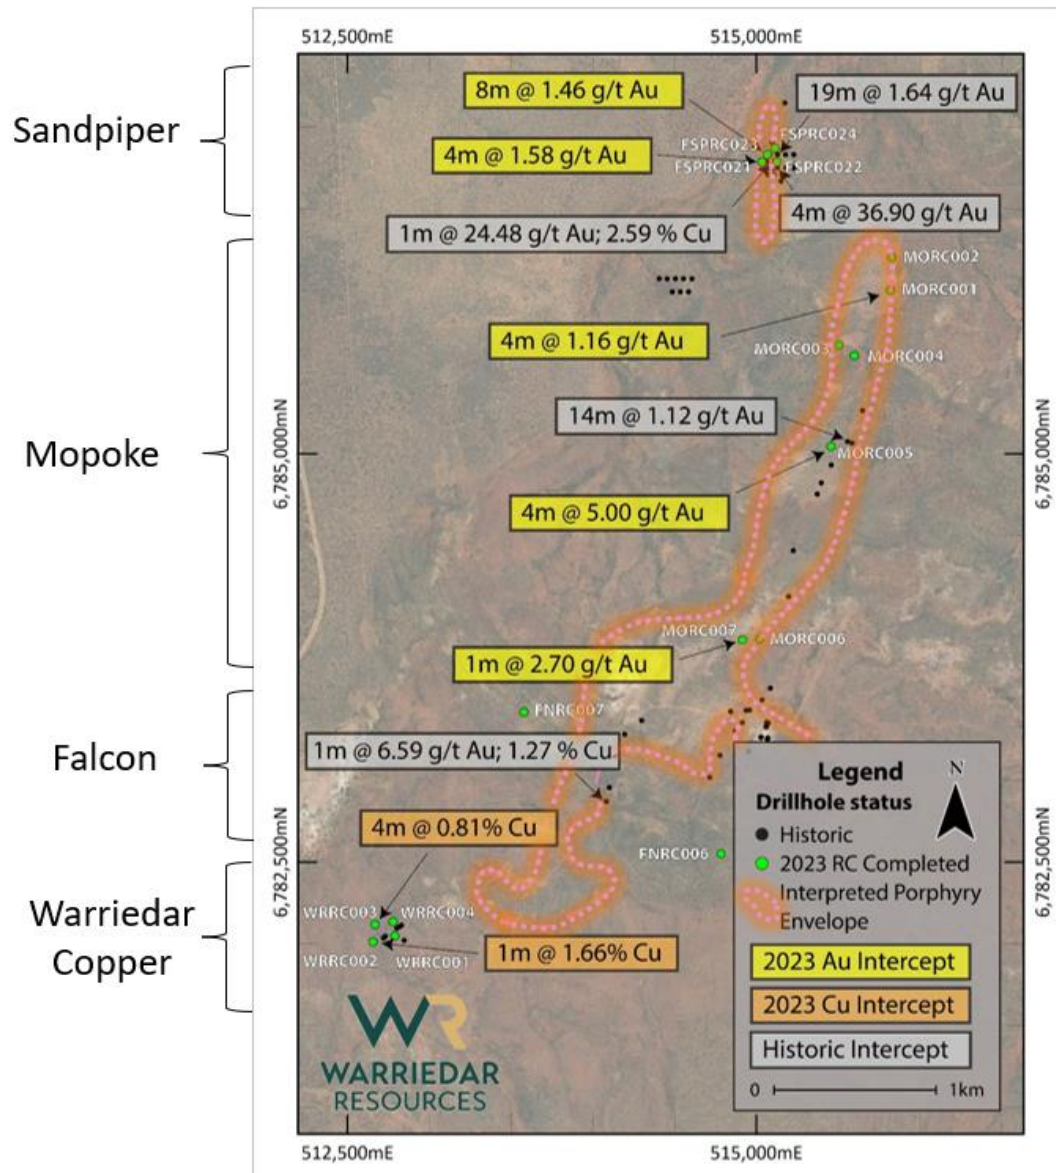 512,500mE
515,000mE
Sandpiper
8m @ 1.46 g/t Au
19m @ 1.64 g/t Au
FSPRC024
FSPRC023
4m @ 1.58 g/t Au
FSPRC021
FSPRC022
4m @ 36.90 g/t Au
1m @ 24.48 g/t Au; 2.59 % Cu
MORC002
MORC001
4m @ 1.16 g/t Au
MORC003
MORC004
14m @ 1.12 g/t Au
Mopoke
6,785,000mN
6,785,000mN
MORC005
4m @ 5.00 g/t Au
MORC007
MORC006
1m @ 2.70 g/t Au
FNRC007
Falcon
1m @ 6.59 g/t Au; 1.27 % Cu
4m @ 0.81% Cu
FNRC006
6,782,500mN
6,782,500mN
Warriedar
Copper
WRRC003
WRRC004
WRRC002
WRRC001
1m @ 1.66% Cu
Legend
N
Drillhole status
Historic
2023 RC Completed
Interpreted Porphyry
Envelope
2023 Au Intercept
2023 Cu Intercept
Historic Intercept
0
1km
WR
WARRIEDAR
RESOURCES
512,500mE
515,000mE